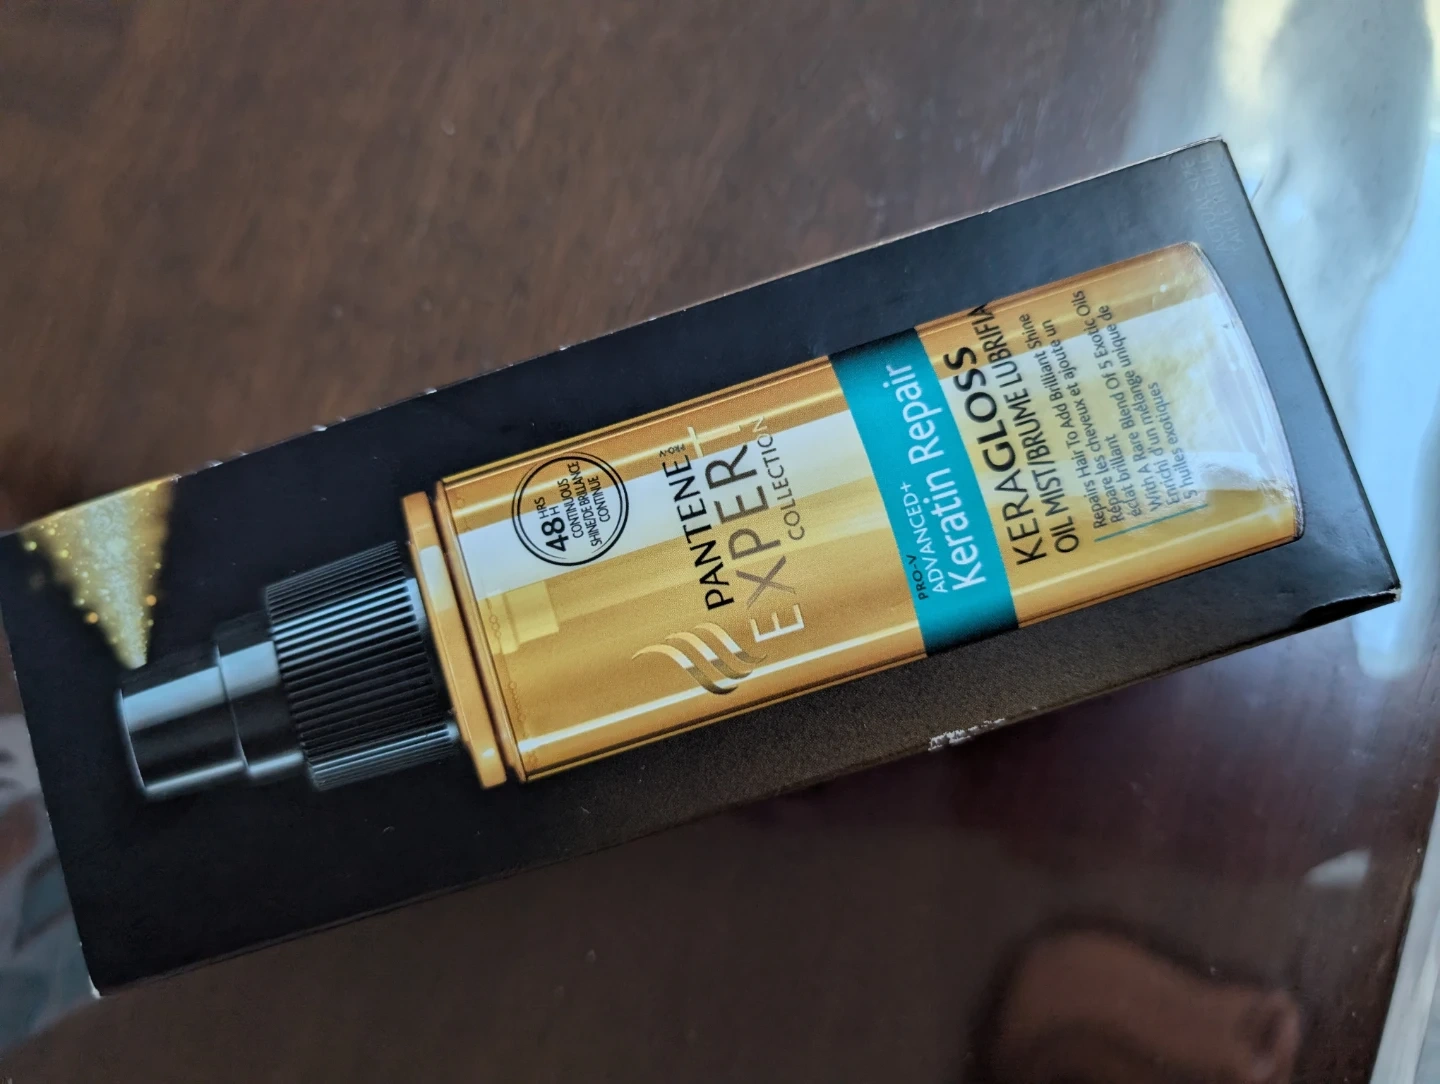 48 HRS
H
CONTINUOUS
SHINE/DE BRILLANCE
CONTINUE
PANTENE
PRO-V
EXPERT
COLLECTION
PRO-V
ADVANCED+
Keratin Repair
KERAGLOSS
OIL MIST/BRUME LUBRIFIA
Repairs Hair To Add Brilliant Shine
Répare les cheveux et ajoute un
éclat brillant
With A Rare Blend Of 5 Exotic Oils
Enrichi d'un mélange unique de
5 huiles exotiques